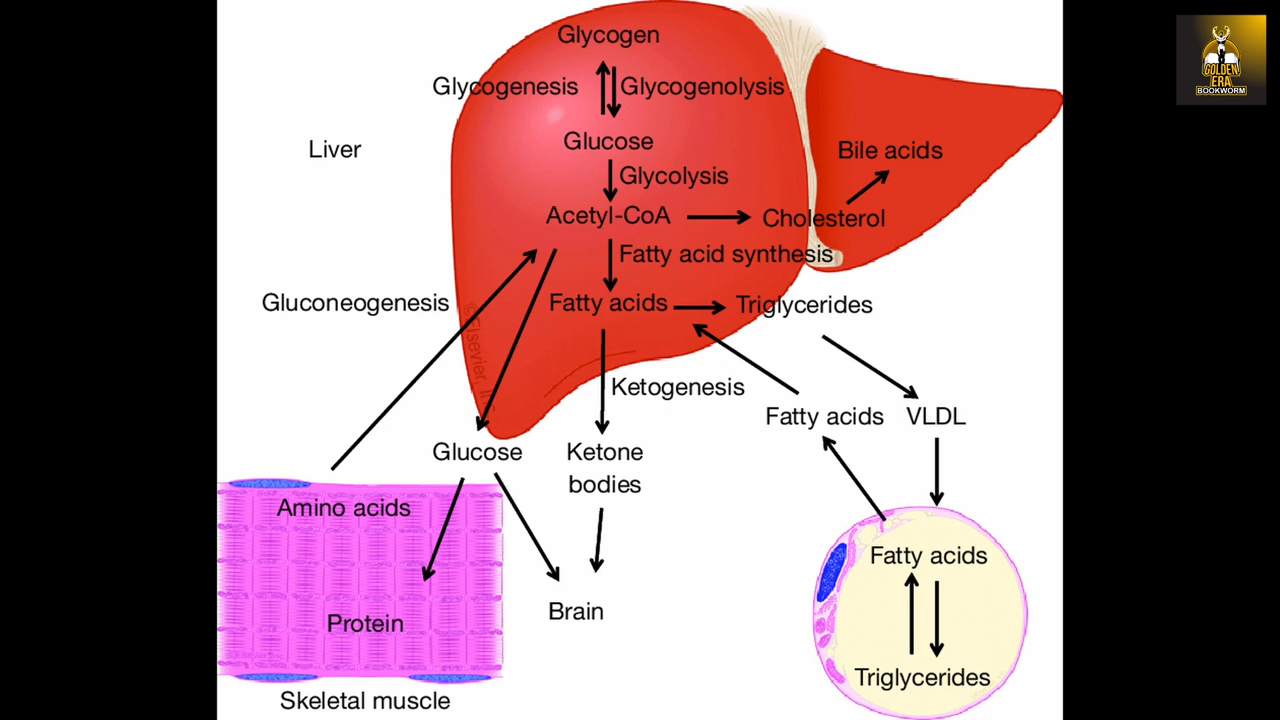 Glycogen
Glycogenesis
Glycogenolysis
Glucose
Liver
Glycolysis
Bile acids
Acetyl-CoA
Cholesterol
Fatty acid synthesis
Gluconeogenesis
Fatty acids
Triglycerides
Ketogenesis
Fatty acids
VLDL
Glucose
Ketone
bodies
Amino acids
Fatty acids
Brain
Protein
Triglycerides
Skeletal muscle
GOLDEN
ERA
BOOKWORM